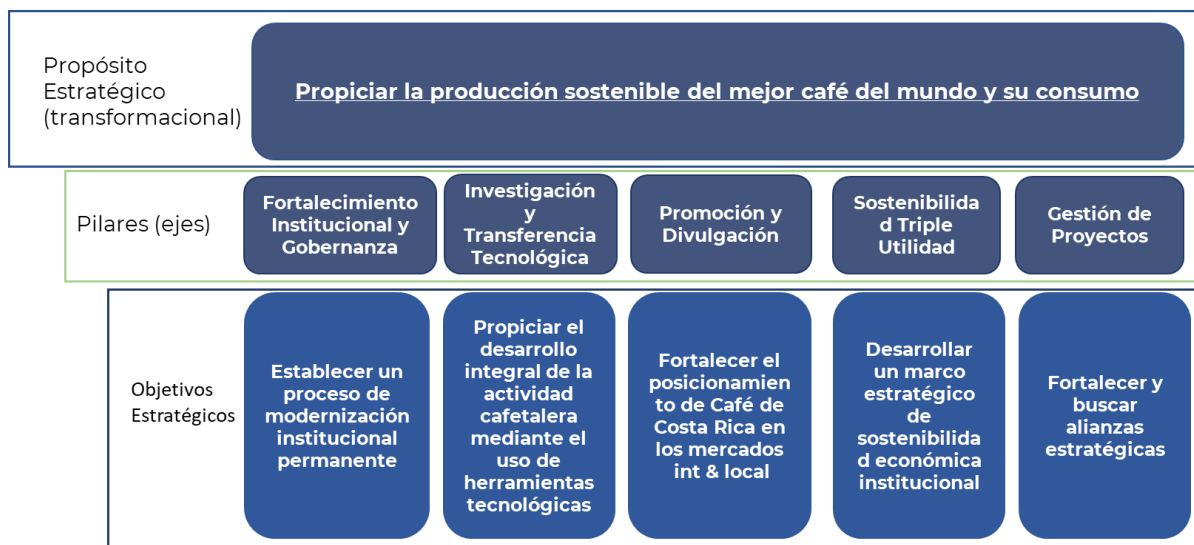 Propósito
Estratégico
(transformacional)
Propiciar la producción sostenible del mejor café del mundo y su consumo
Pilares (ejes)
Fortalecimiento
Institucional y
Gobernanza
Investigación
y
Transferencia
Tecnológica
Promoción y
Divulgación
Sostenibilida
d Triple
Utilidad
Gestión de
Proyectos
Objetivos
Estratégicos
Establecer un
proceso de
modernización
institucional
permanente
Propiciar el
desarrollo
integral de la
actividad
cafetalera
mediante el
uso de
herramientas
tecnológicas
Fortalecer el
posicionamien
to de Café de
Costa Rica en
los mercados
int & local
Desarrollar
un marco
estratégico
de
sostenibilida
d económica
institucional
Fortalecer y
buscar
alianzas
estratégicas